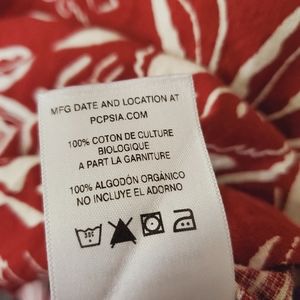 MFG DATE AND LOCATION AT
PCPSIA.COM
100% COTON DE CULTURE
BIOLOGIQUE
A PART LA GARNITURE
100% ALGODÓN ORGÁNICO
NO INCLUYE EL ADORNO
30C